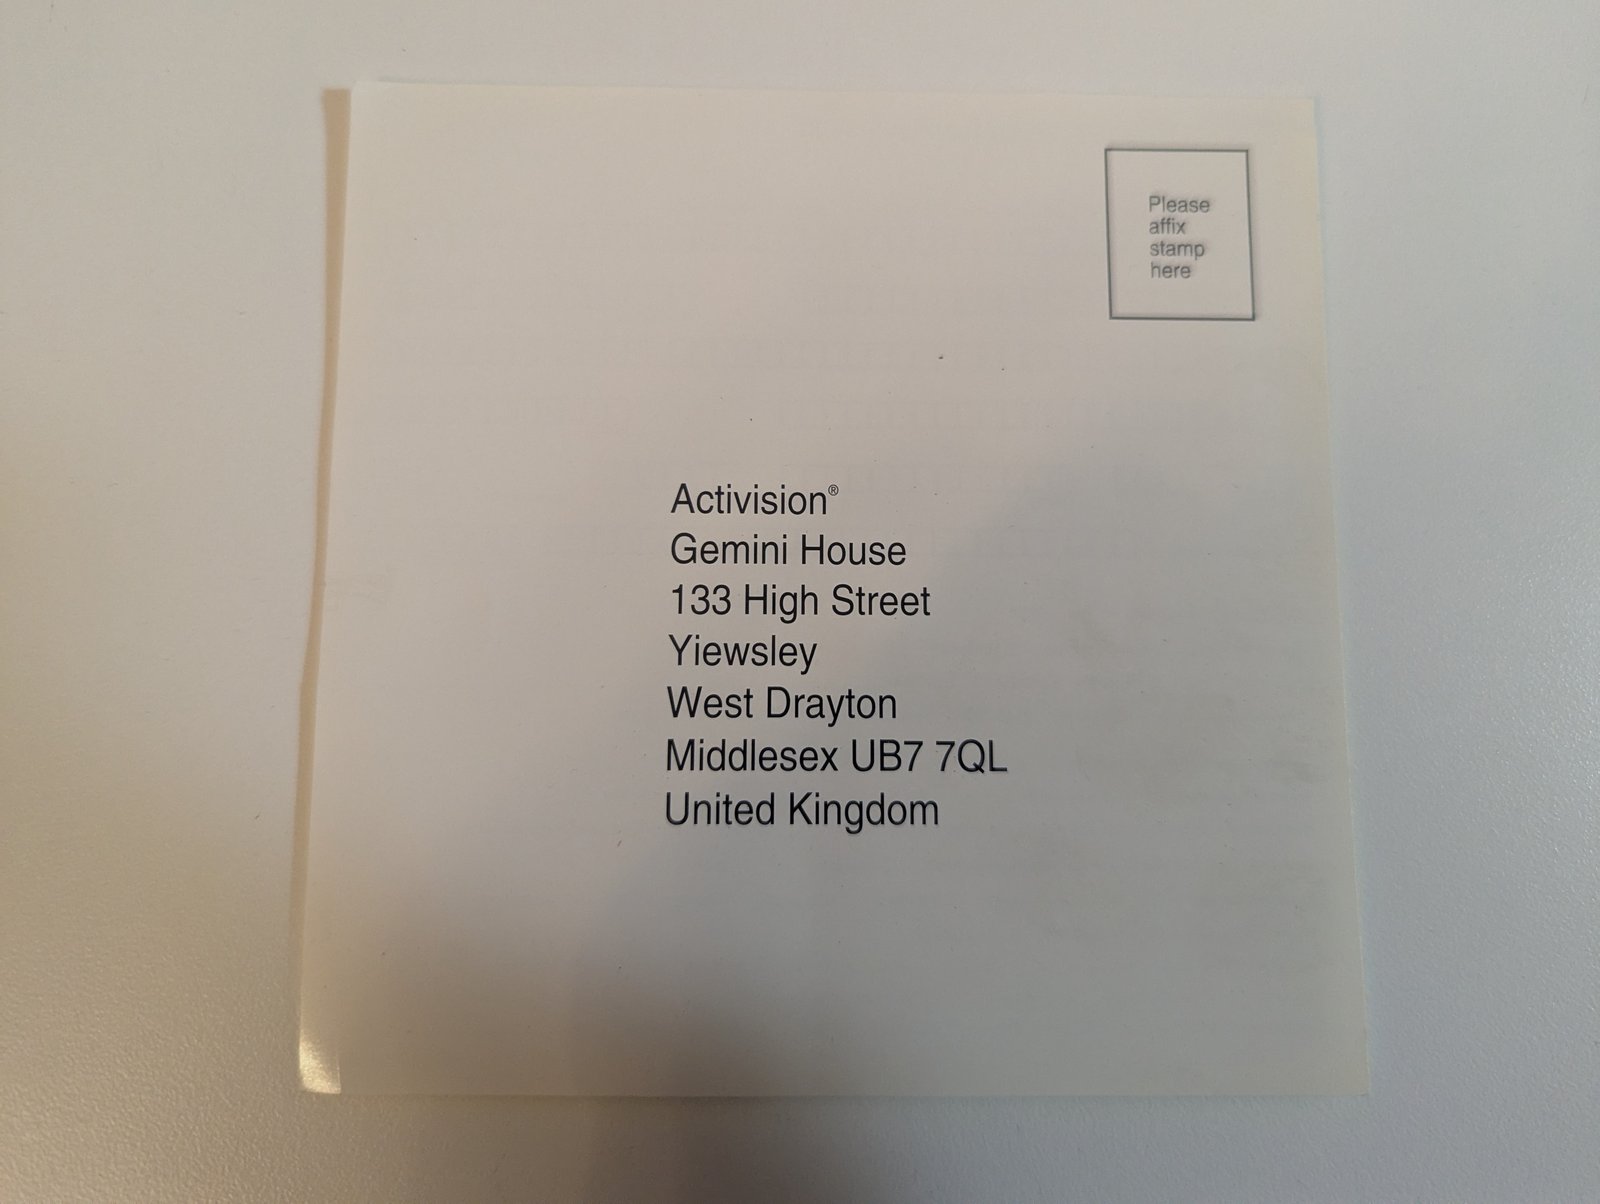 Please
affix
stamp
here
Activision®
Gemini House
133 High Street
Yiewsley
West Drayton
Middlesex UB7 7QL
United Kingdom